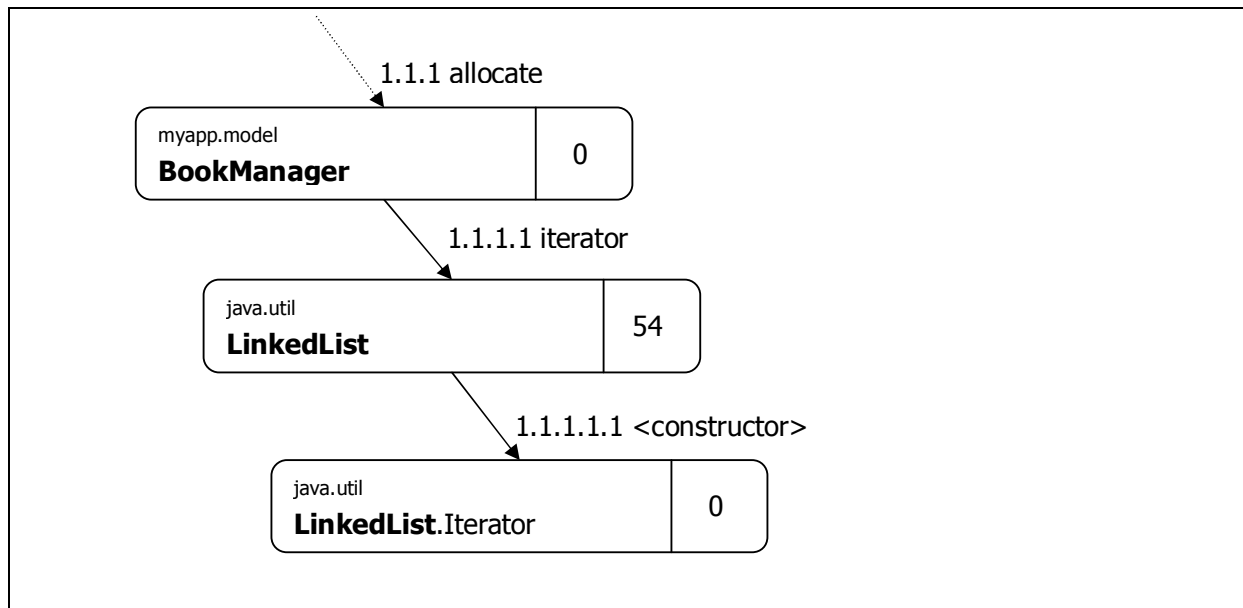 1.1.1 allocate
myapp.model
BookManager
0
1.1.1.1 iterator
java.util
LinkedList
54
1.1.1.1.1 <constructor>
java.util
LinkedList.Iterator
0